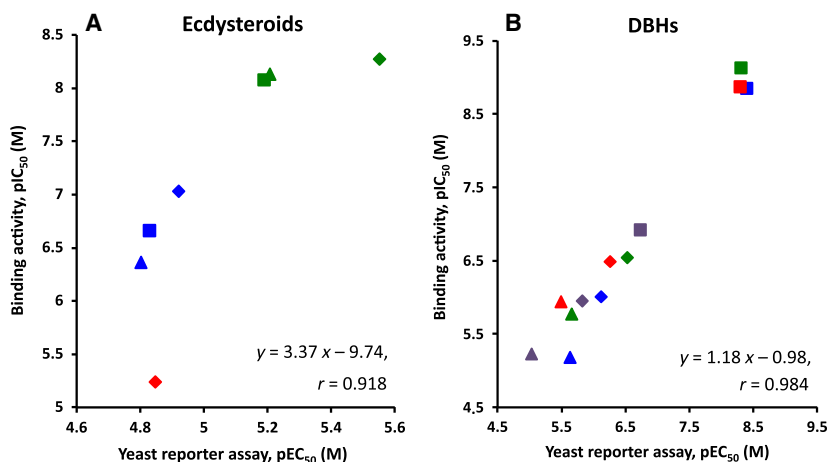 A
Ecdysteroids
8.5
8
7.5
7
6.5
6
5.5
5
4.6
4.8
5
5.2
5.4
5.6
Binding activity, pIC50 (M)
Yeast reporter assay, pEC50 (M)
y = 3.37 x – 9.74,
r = 0.918
B
DBHs
9.5
8.5
7.5
6.5
5.5
4.5
4.5
5.5
6.5
7.5
8.5
9.5
Binding activity, pIC50 (M)
Yeast reporter assay, pEC50 (M)
y = 1.18 x – 0.98,
r = 0.984